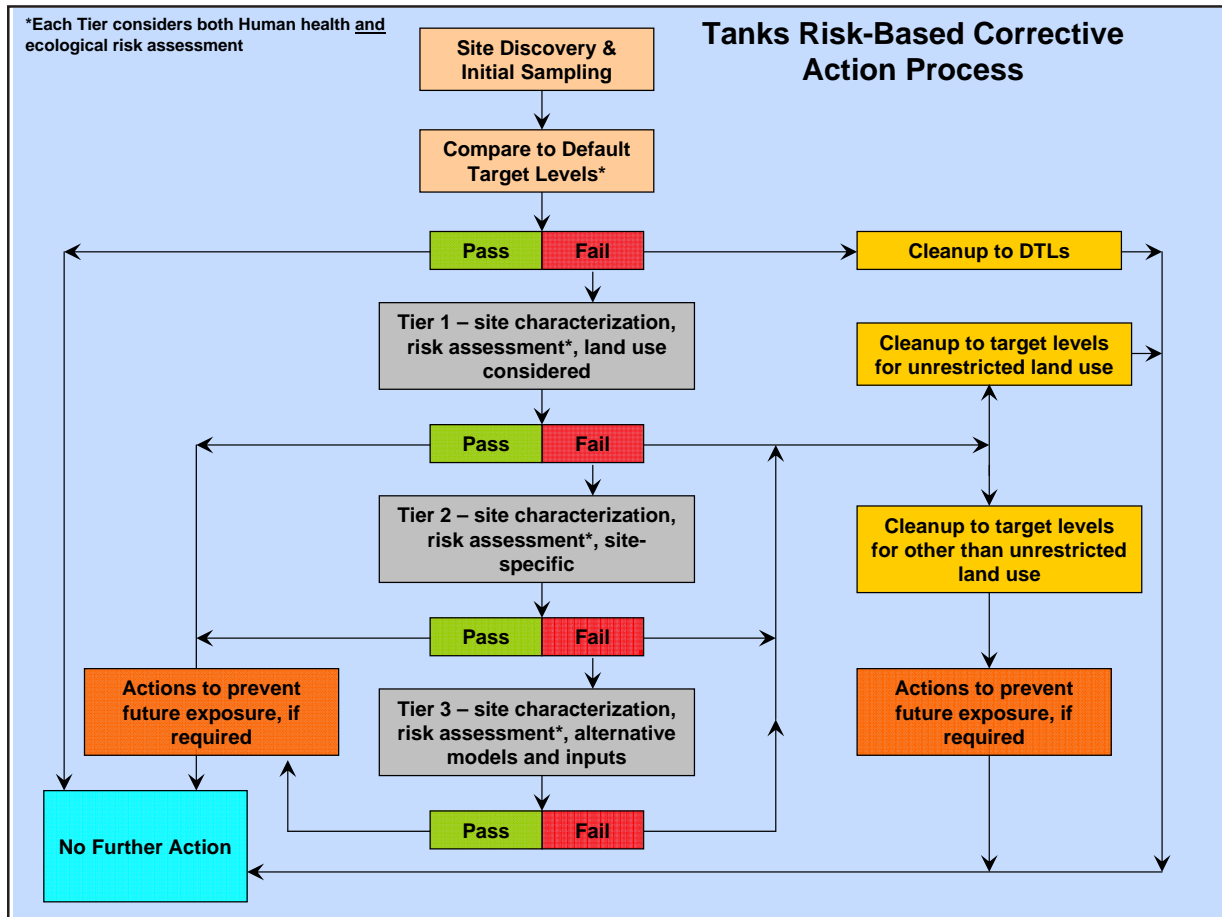 *Each Tier considers both Human health and
ecological risk assessment
Tanks Risk-Based Corrective
Action Process
Site Discovery &
Initial Sampling
Compare to Default
Target Levels*
Pass
Fail
Cleanup to DTLs
Tier 1 – site characterization,
risk assessment*, land use
considered
Cleanup to target levels
for unrestricted land use
Pass
Fail
Tier 2 – site characterization,
risk assessment*, site-
specific
Cleanup to target levels
for other than unrestricted
land use
Pass
Fail
Actions to prevent
future exposure, if
required
Tier 3 – site characterization,
risk assessment*, alternative
models and inputs
Actions to prevent
future exposure, if
required
Pass
Fail
No Further Action